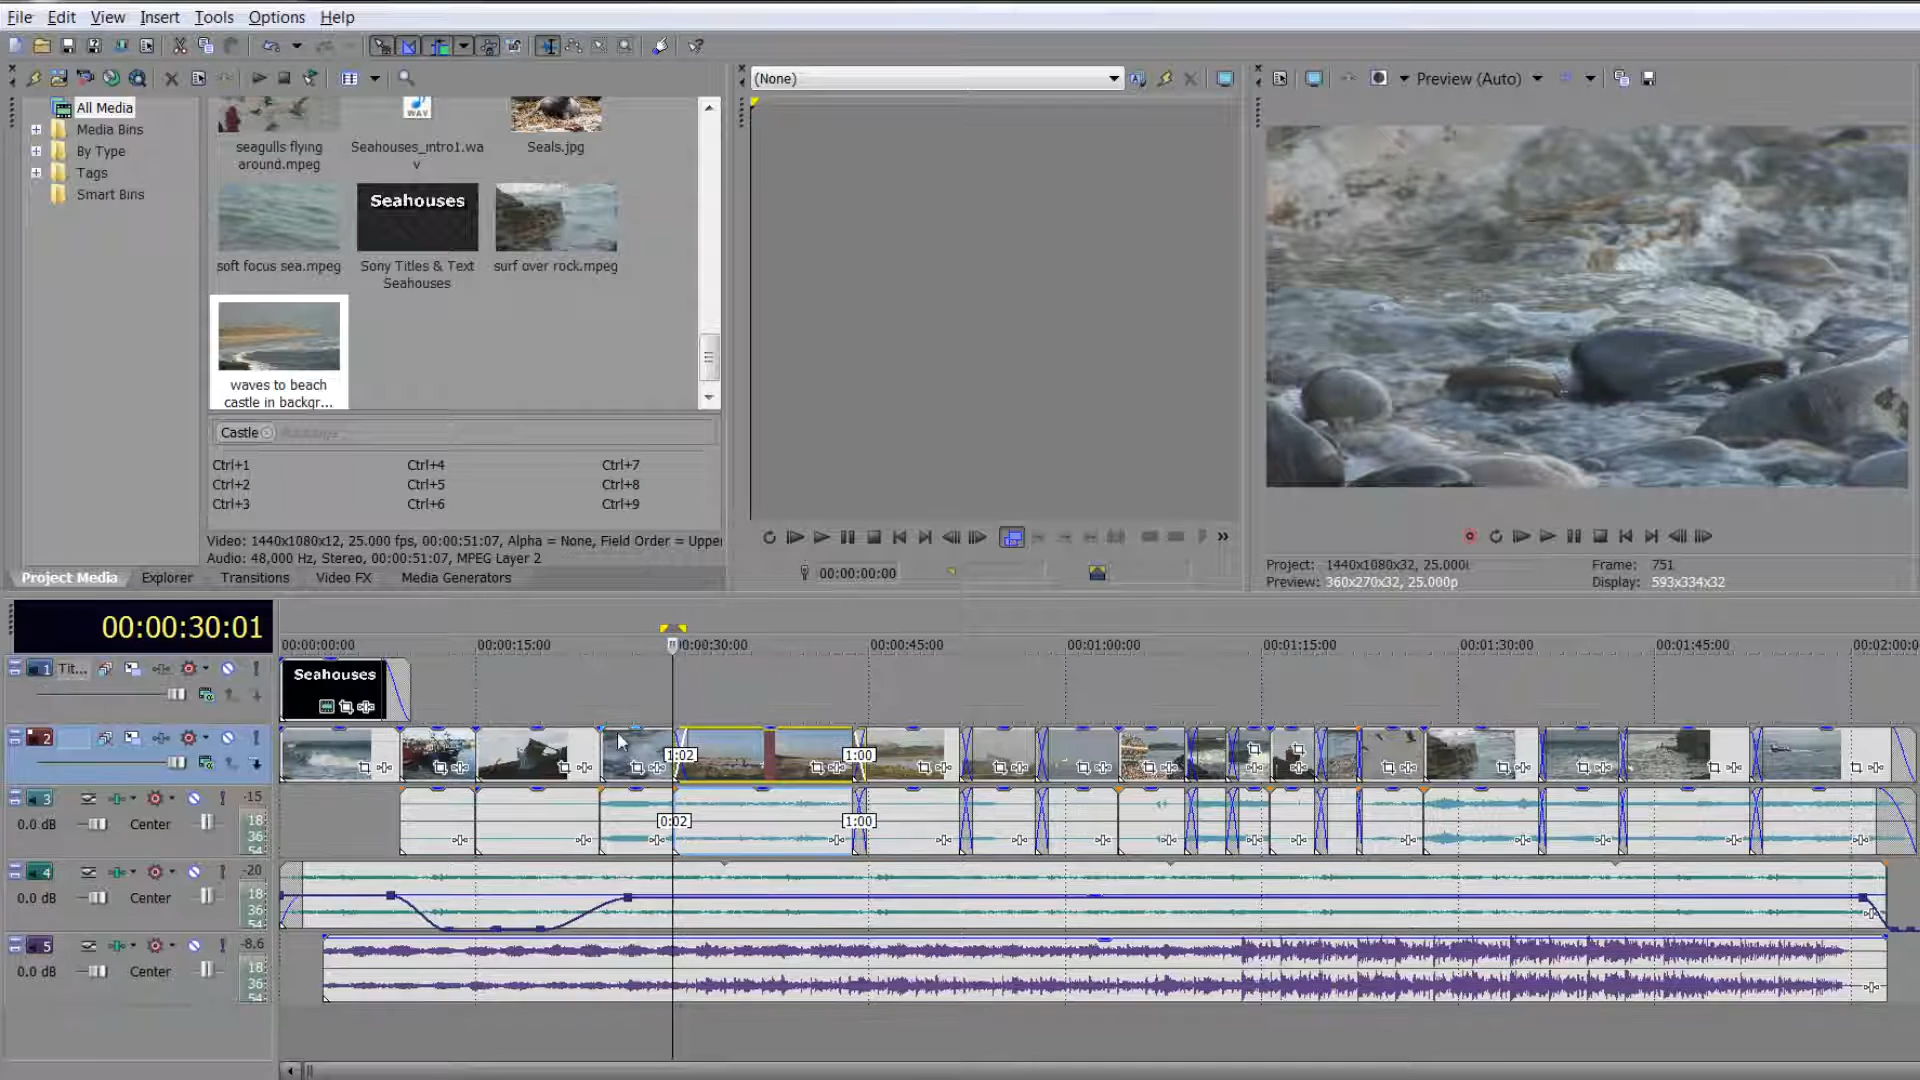 File Edit View Insert Tools Options Help
(None)
Preview (Auto)
All Media
Media Bins
By Type
Tags
Smart Bins
WAV
seagulls flying
around.mpeg
Seahouses_intro1.wa
v
Seals.jpg
Seahouses
soft focus sea.mpeg
Sony Titles & Text
Seahouses
surf over rock.mpeg
waves to beach
castle in backgr...
Castle
Ctrl+1 Ctrl+4 Ctrl+7
Ctrl+2 Ctrl+5 Ctrl+8
Ctrl+3 Ctrl+6 Ctrl+9
Video: 1440x1080x12, 25.000 fps, 00:00:51:07, Alpha = None, Field Order = Upper
Audio: 48,000 Hz, Stereo, 00:00:51:07, MPEG Layer 2
Project Media Explorer Transitions Video FX Media Generators
00:00:00:00
Project: 1440x1080x32, 25.000i Frame: 751
Preview: 360x270x32, 25.000p Display: 593x334x32
00:00:30:01
00:00:00:00 00:00:15:00 00:00:30:00 00:00:45:00 00:01:00:00 00:01:15:00 00:01:30:00 00:01:45:00 00:02:00:0
1 Tit...
Seahouses
2
1:02 1:00
3 -15
0.0 dB Center 18
36
54
0:02 1:00
4 -20
0.0 dB Center 18
36
54
5 -8.6
0.0 dB Center 18
36
54